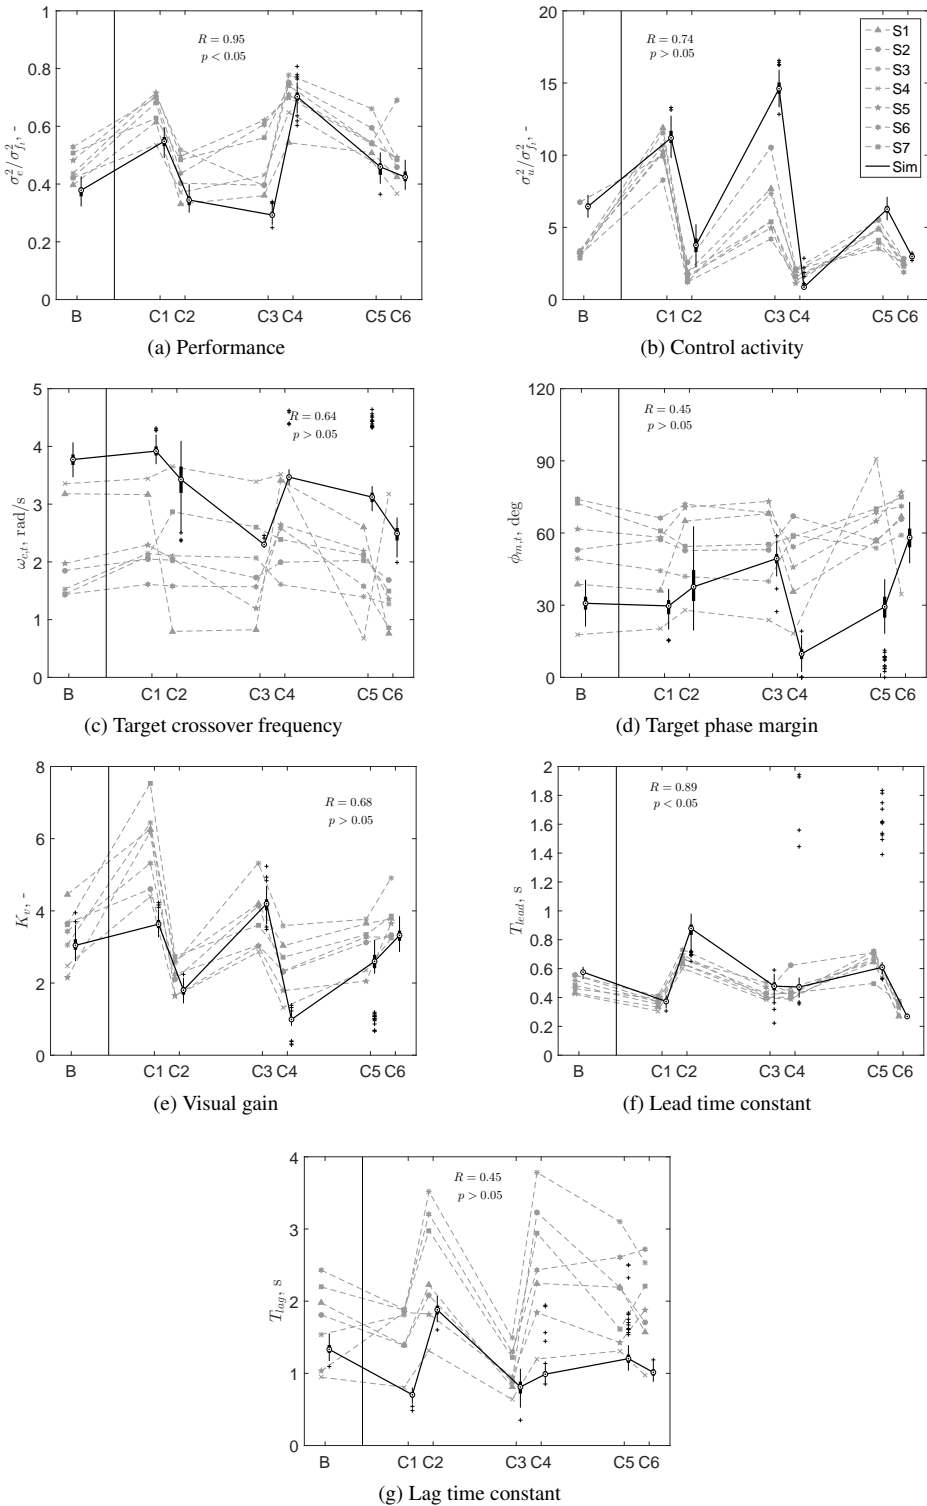 R = 0.95
p < 0.05
σ²ₑ/σ²_fₜ, -
1
0.8
0.6
0.4
0.2
0
B C1 C2 C3 C4 C5 C6
(a) Performance
R = 0.74
p > 0.05
S1
S2
S3
S4
S5
S6
S7
Sim
σ²ᵤ/σ²_fₜ, -
20
15
10
5
0
B C1 C2 C3 C4 C5 C6
(b) Control activity
R = 0.64
p > 0.05
ω_c,t, rad/s
5
4
3
2
1
0
B C1 C2 C3 C4 C5 C6
(c) Target crossover frequency
R = 0.45
p > 0.05
φ_m,t, deg
120
90
60
30
0
B C1 C2 C3 C4 C5 C6
(d) Target phase margin
R = 0.68
p > 0.05
K_v, -
8
6
4
2
0
B C1 C2 C3 C4 C5 C6
(e) Visual gain
R = 0.89
p < 0.05
T_lead, s
2
1.8
1.6
1.4
1.2
1
0.8
0.6
0.4
0.2
0
B C1 C2 C3 C4 C5 C6
(f) Lead time constant
R = 0.45
p > 0.05
T_lag, s
4
3
2
1
0
B C1 C2 C3 C4 C5 C6
(g) Lag time constant